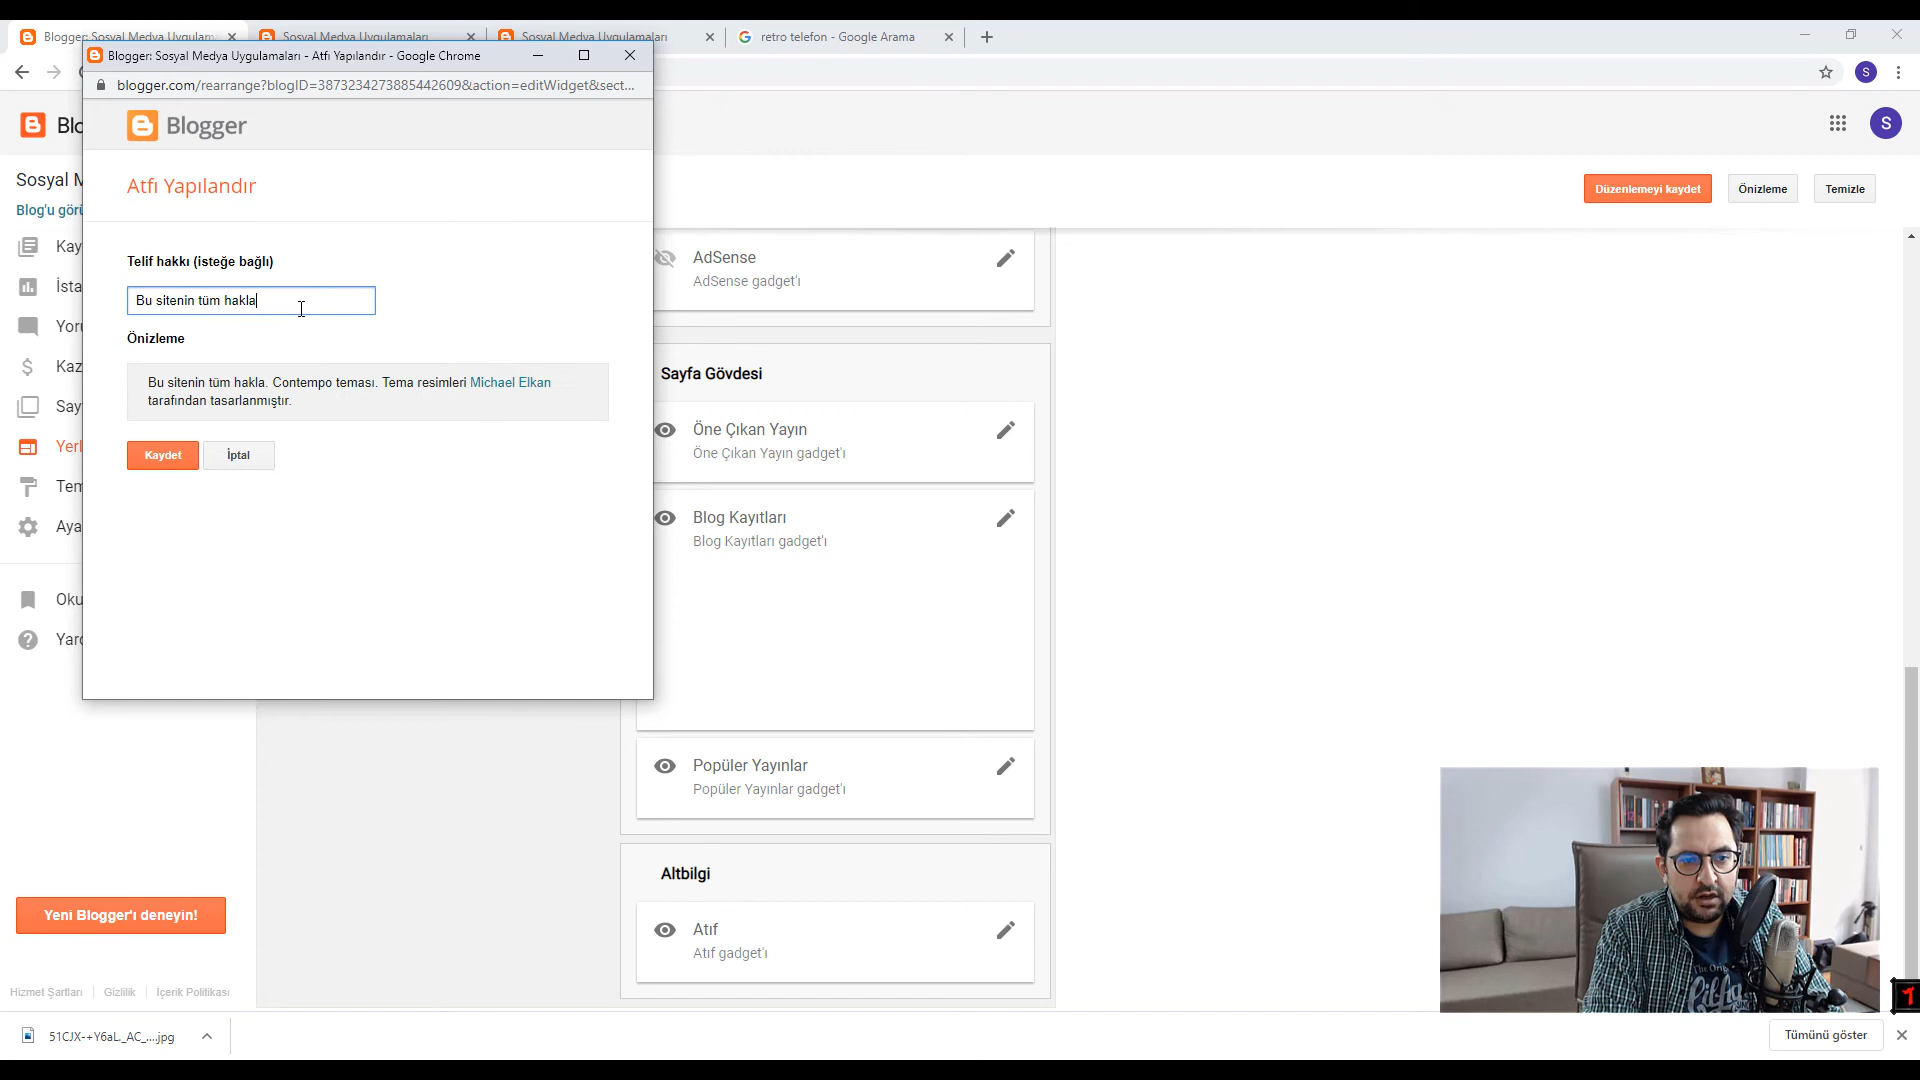 Blogger: Sosyal Medya Uygulama
Sosyal Medya Uygulamaları
Sosyal Medya Uygulamaları
retro telefon - Google Arama
Blogger: Sosyal Medya Uygulamaları - Atfı Yapılandır - Google Chrome
blogger.com/rearrange?blogID=3873234273885442609&action=editWidget&sect...
S
Blo
Blogger
S
Atfı Yapılandır
Sosyal M
Blog'u görü
Düzenlemeyi kaydet
Önizleme
Temizle
Kay
İsta
Yoru
Kaz
Say
Yerl
Tem
Aya
Oku
Yard
Telif hakkı (isteğe bağlı)
Bu sitenin tüm hakla
Önizleme
Bu sitenin tüm hakla. Contempo teması. Tema resimleri Michael Elkan
tarafından tasarlanmıştır.
Kaydet
İptal
AdSense
AdSense gadget'ı
Sayfa Gövdesi
Öne Çıkan Yayın
Öne Çıkan Yayın gadget'ı
Blog Kayıtları
Blog Kayıtları gadget'ı
Popüler Yayınlar
Popüler Yayınlar gadget'ı
Altbilgi
Atıf
Atıf gadget'ı
Yeni Blogger'ı deneyin!
Hizmet Şartları
Gizlilik
İçerik Politikası
51CJX-+Y6aL._AC_....jpg
Tümünü göster